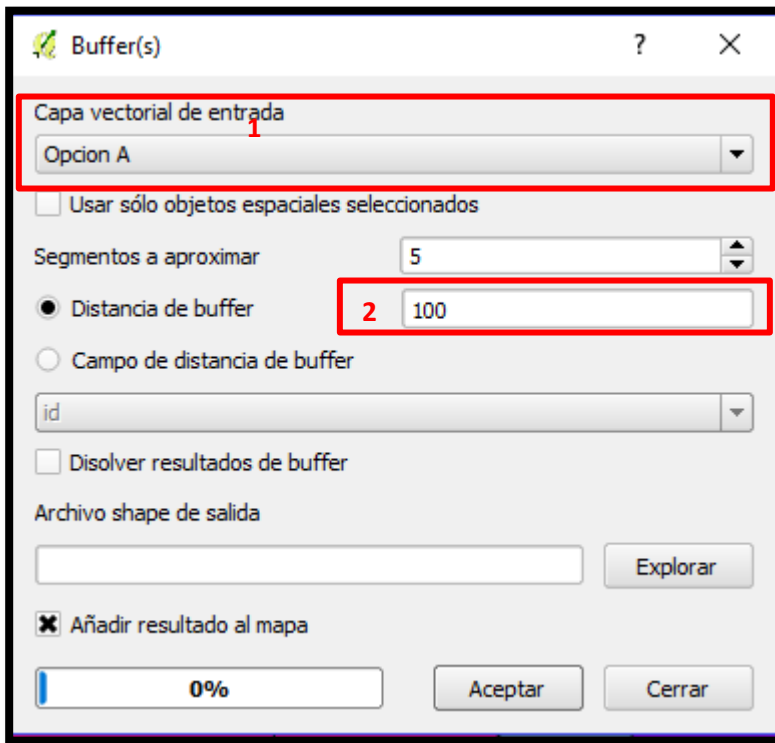 Buffer(s) ?
Capa vectorial de entrada
1
Opcion A
Usar sólo objetos espaciales seleccionados
Segmentos a aproximar 5
Distancia de buffer 2 100
Campo de distancia de buffer
id
Disolver resultados de buffer
Archivo shape de salida
Explorar
Añadir resultado al mapa
0% Aceptar Cerrar